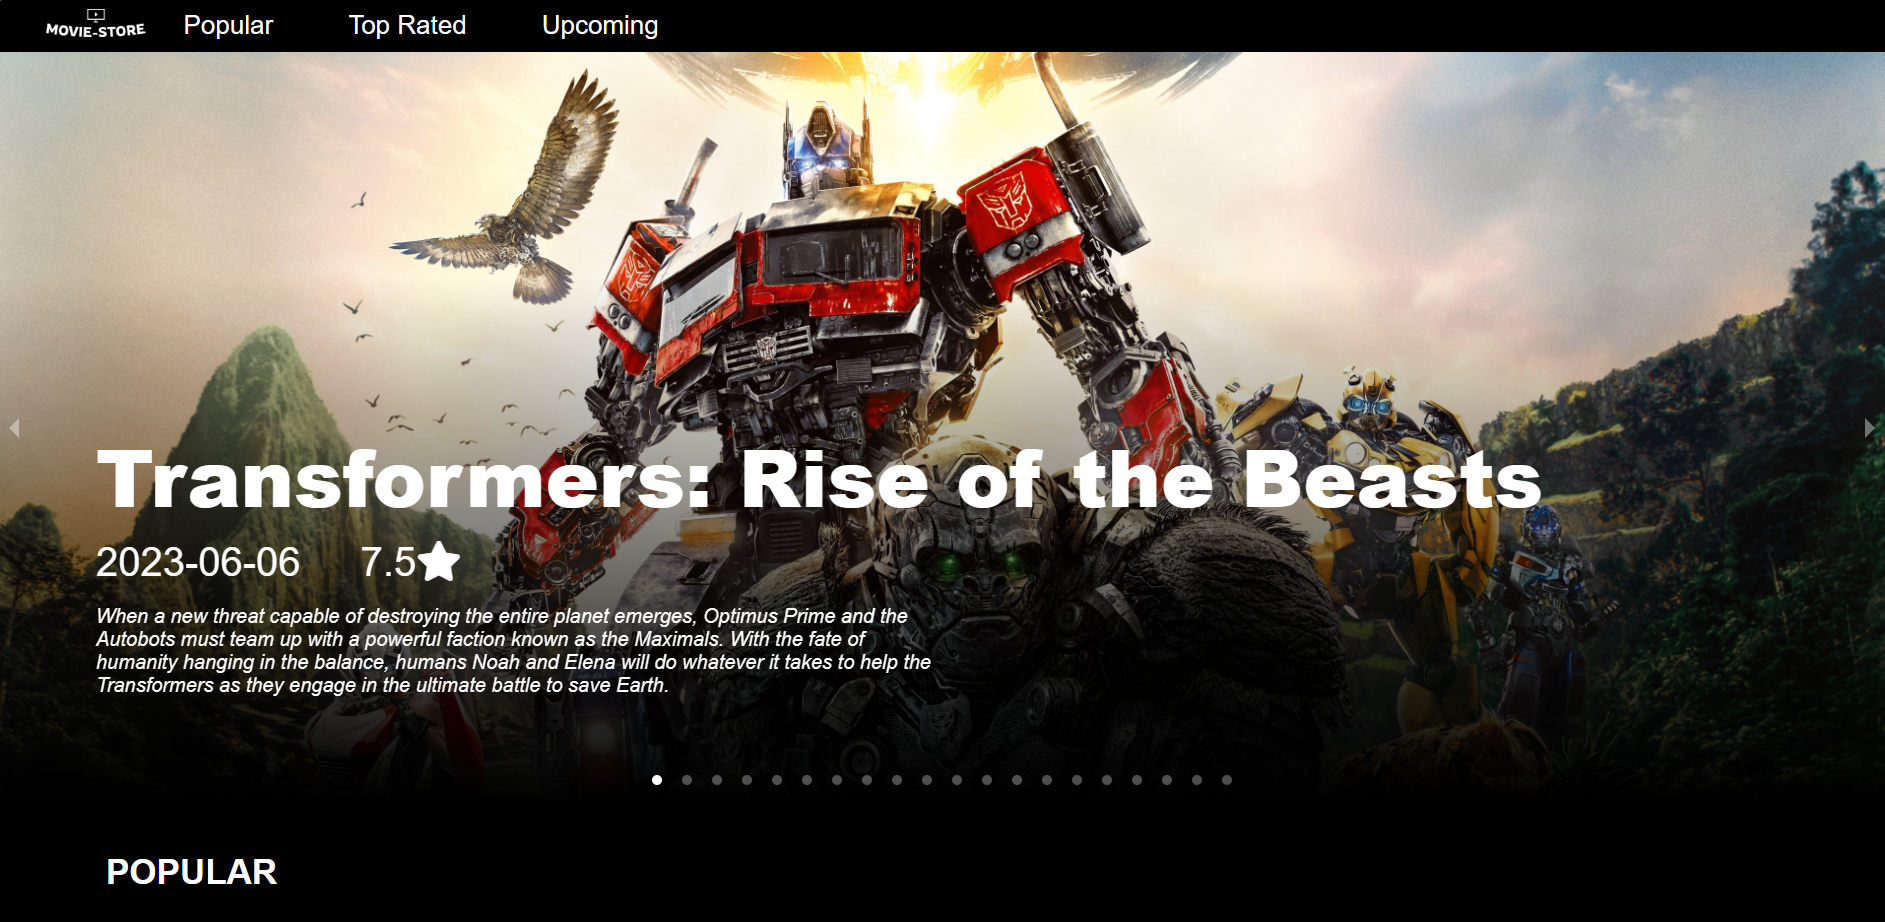 MOVIE-STORE
Popular
Top Rated
Upcoming
Transformers: Rise of the Beasts
2023-06-06 7.5
When a new threat capable of destroying the entire planet emerges, Optimus Prime and the
Autobots must team up with a powerful faction known as the Maximals. With the fate of
humanity hanging in the balance, humans Noah and Elena will do whatever it takes to help the
Transformers as they engage in the ultimate battle to save Earth.
POPULAR